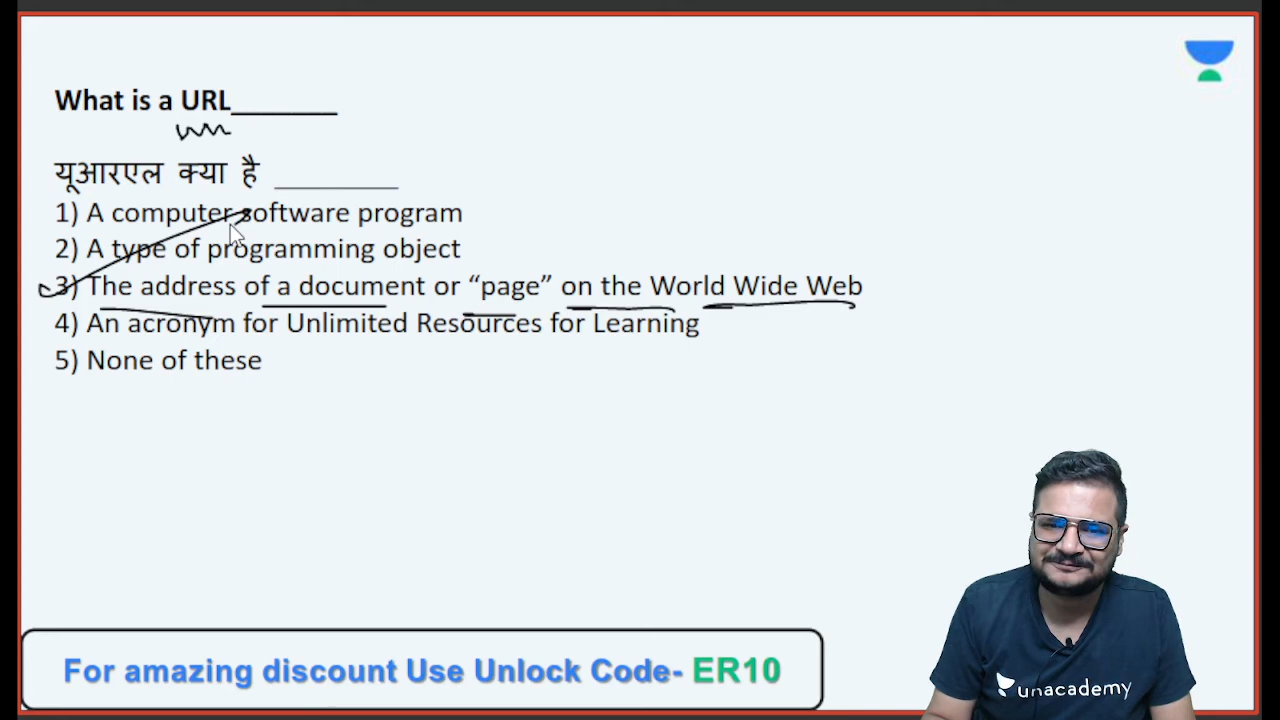 What is a URL_______
यूआरएल क्या है ________
1) A computer software program
2) A type of programming object
3) The address of a document or “page” on the World Wide Web
4) An acronym for Unlimited Resources for Learning
5) None of these
For amazing discount Use Unlock Code- ER10
unacademy